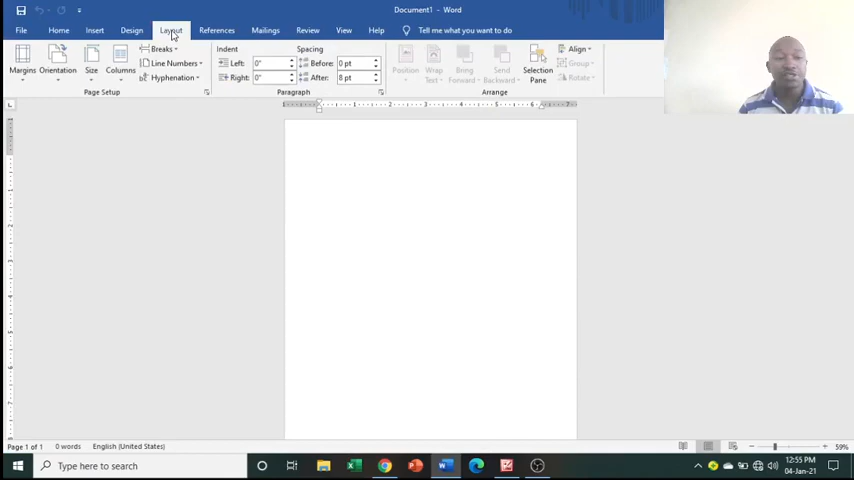 Document1 - Word
File Home Insert Design Layout References Mailings Review View Help Tell me what you want to do
Margins Orientation Size Columns
Breaks
Line Numbers
Hyphenation
Page Setup
Indent Spacing
Left: 0" Before: 0 pt
Right: 0" After: 8 pt
Paragraph
Position Wrap Text Bring Forward Send Backward Selection Pane
Align
Group
Rotate
Arrange
Page 1 of 1 0 words English (United States) 59%
Type here to search
12:55 PM
04-Jan-21